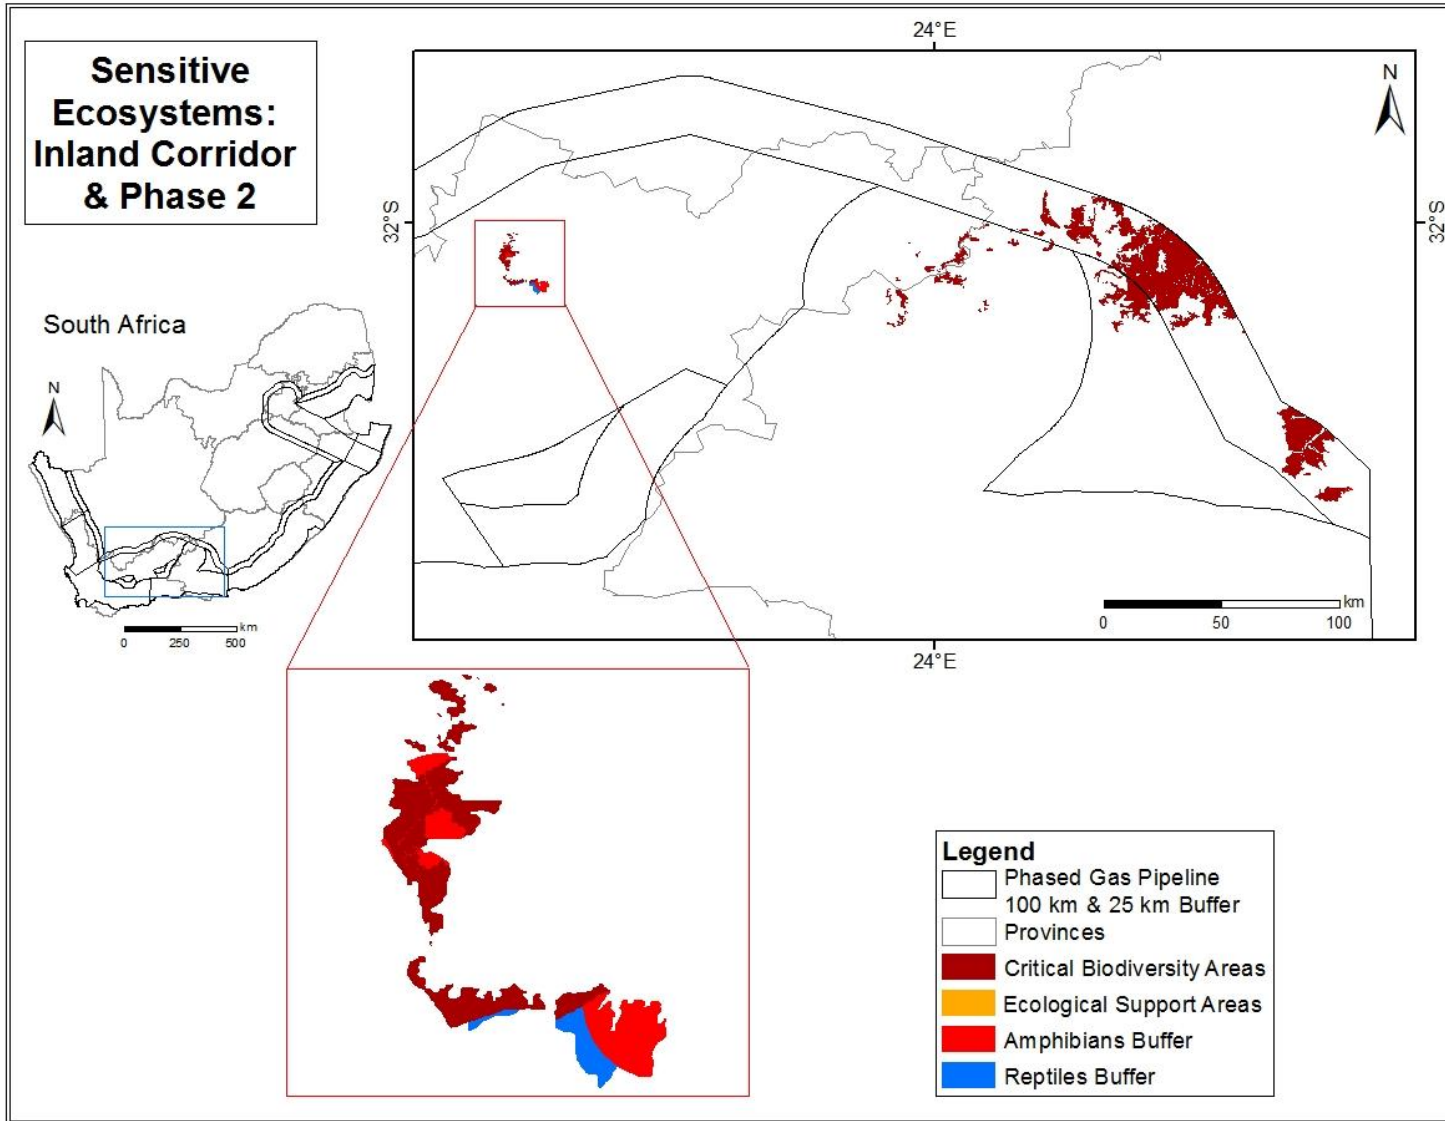 Sensitive
Ecosystems:
Inland Corridor
& Phase 2
24°E
N
32°S
32°S
South Africa
N
km
0 250 500
km
0 50 100
24°E
Legend
Phased Gas Pipeline
100 km & 25 km Buffer
Provinces
Critical Biodiversity Areas
Ecological Support Areas
Amphibians Buffer
Reptiles Buffer